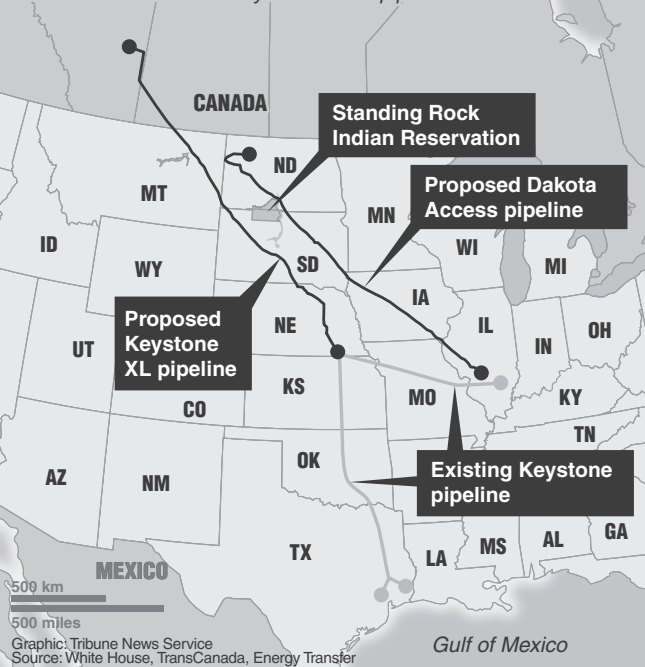 CANADA
Standing Rock
Indian Reservation
ND
Proposed Dakota
Access pipeline
MT
MN
ID
WI
MI
WY
SD
IA
Proposed
Keystone
XL pipeline
NE
IL
OH
IN
UT
KS
MO
KY
CO
TN
OK
Existing Keystone
pipeline
AZ
NM
GA
AL
MS
TX
LA
MEXICO
500 km
500 miles
Graphic: Tribune News Service
Source: White House, TransCanada, Energy Transfer
Gulf of Mexico